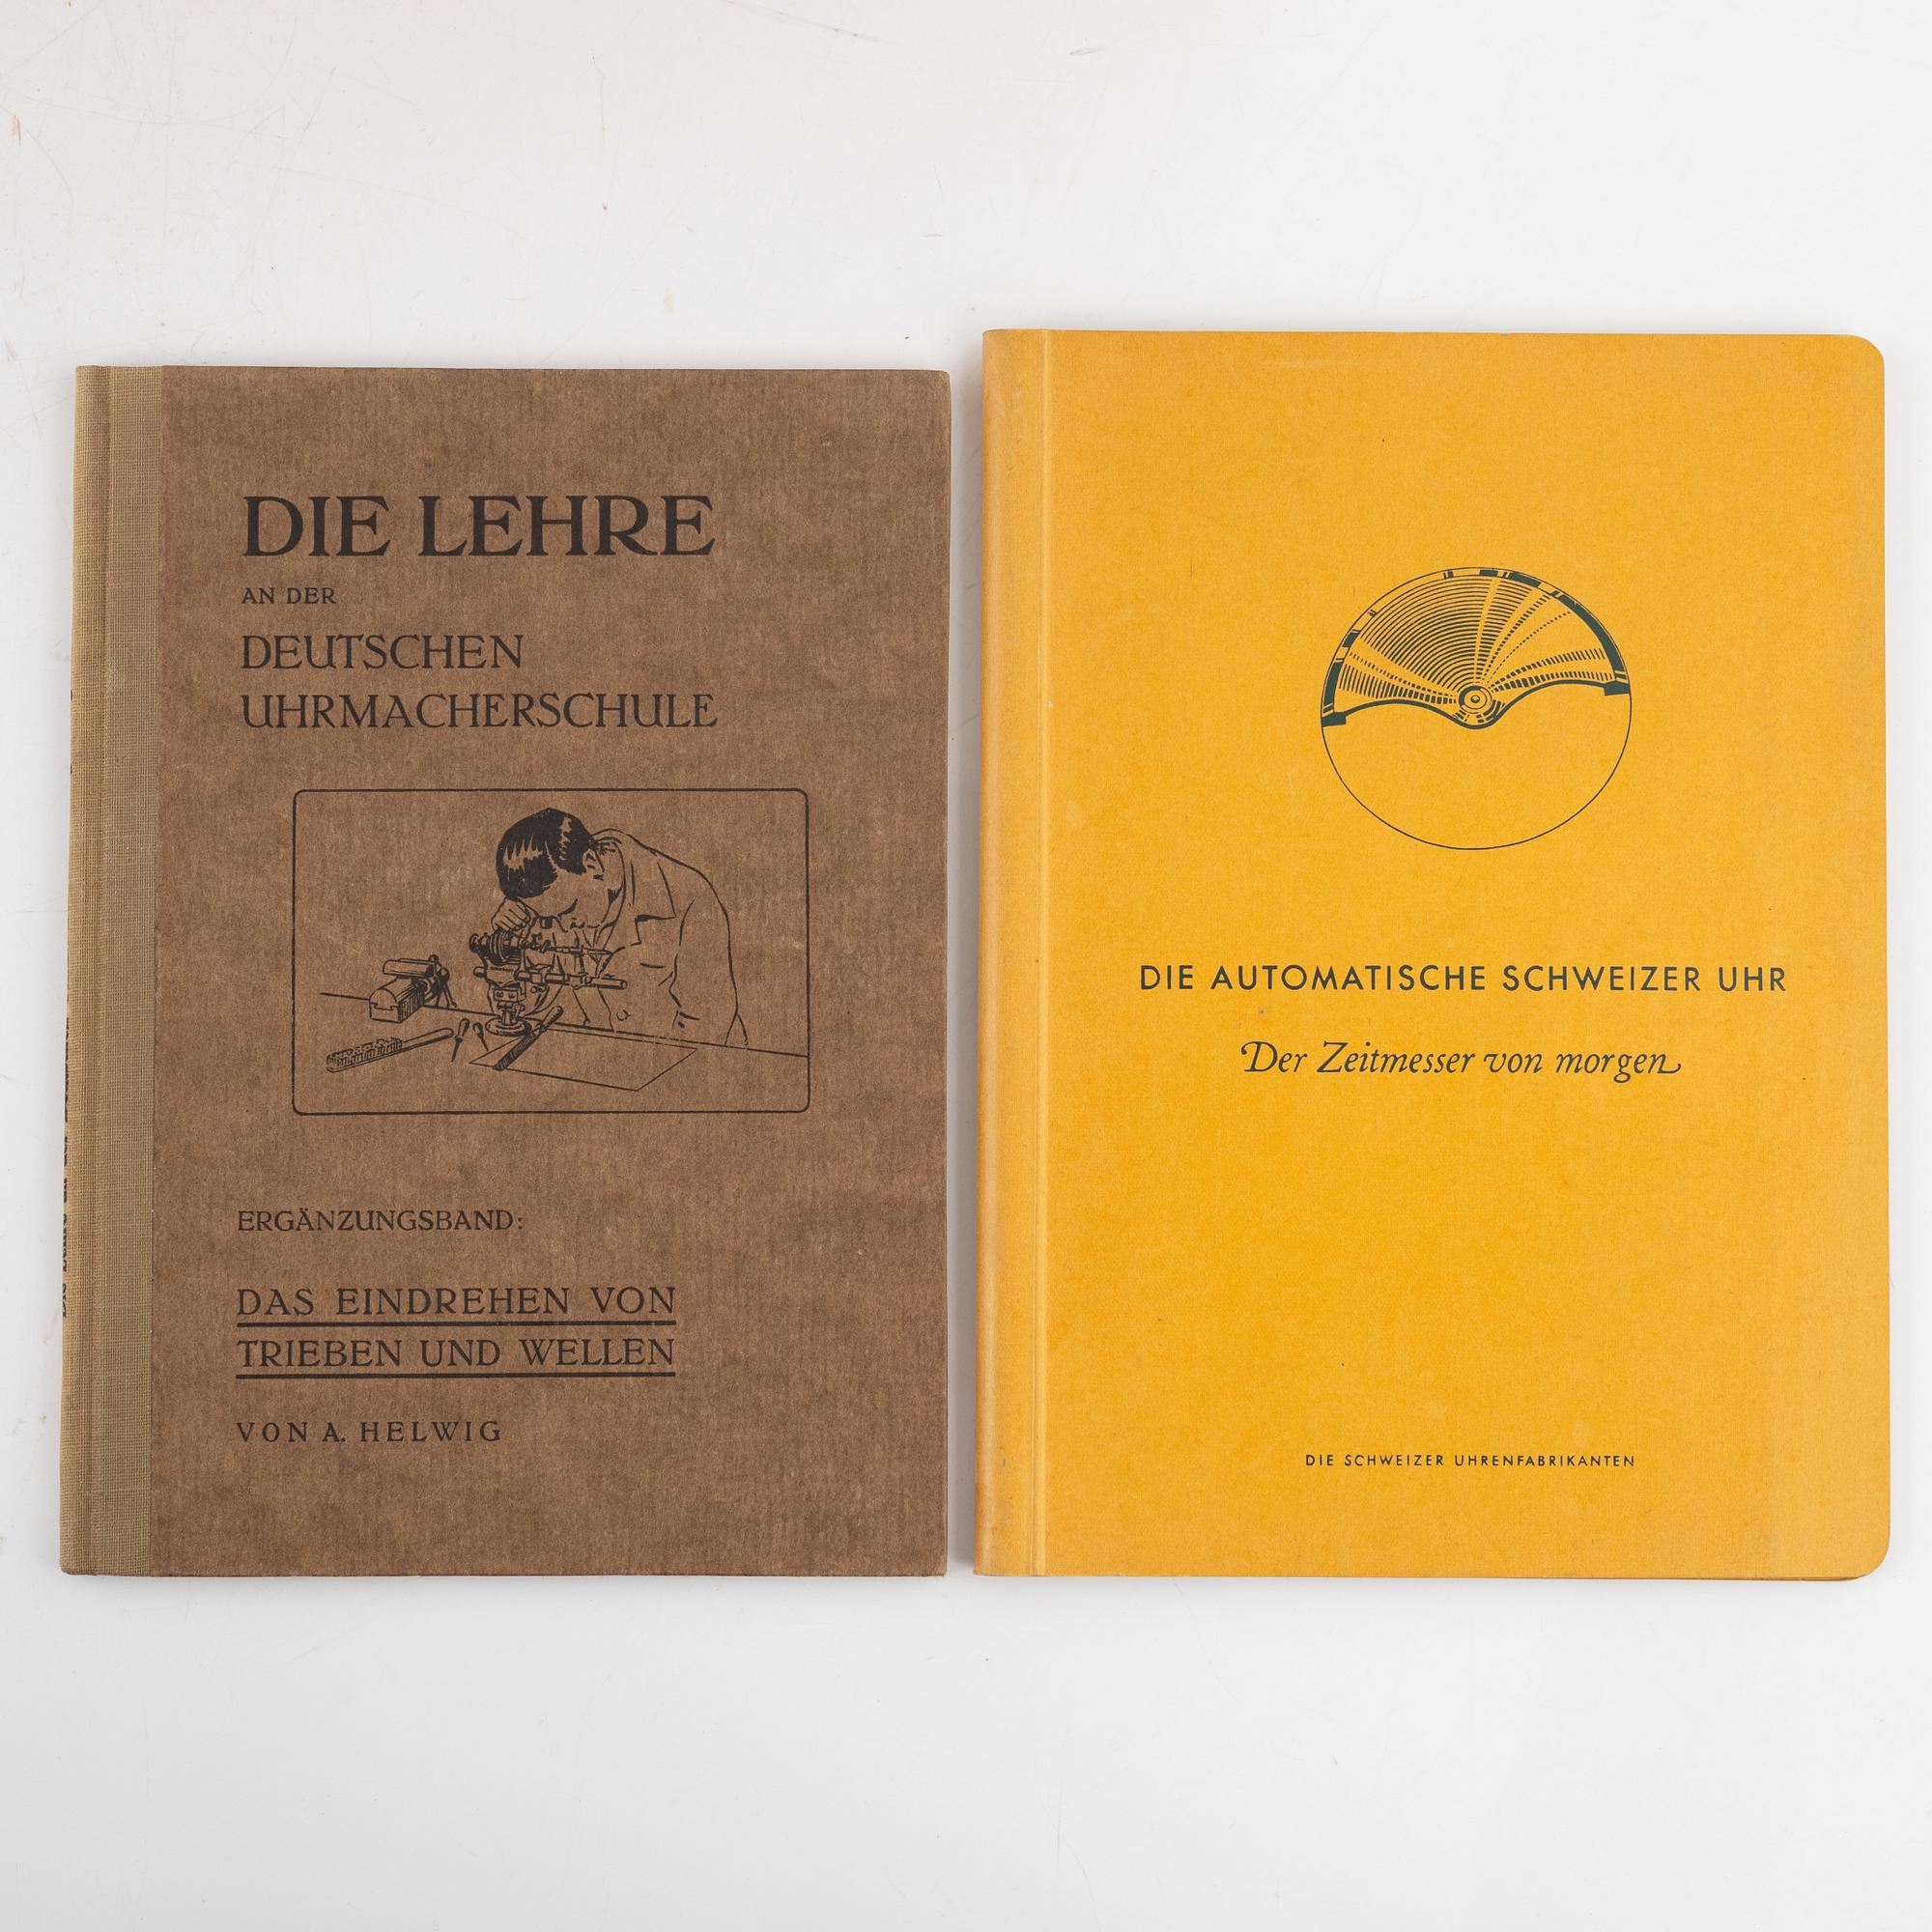 DIE LEHRE
AN DER
DEUTSCHEN
UHRMACHERSCHULE
ERGÄNZUNGSBAND:
DAS EINDREHEN VON
TRIEBEN UND WELLEN
VON A. HELWIG
DIE AUTOMATISCHE SCHWEIZER UHR
Der Zeitmesser von morgen
DIE SCHWEIZER UHRENFABRIKANTEN